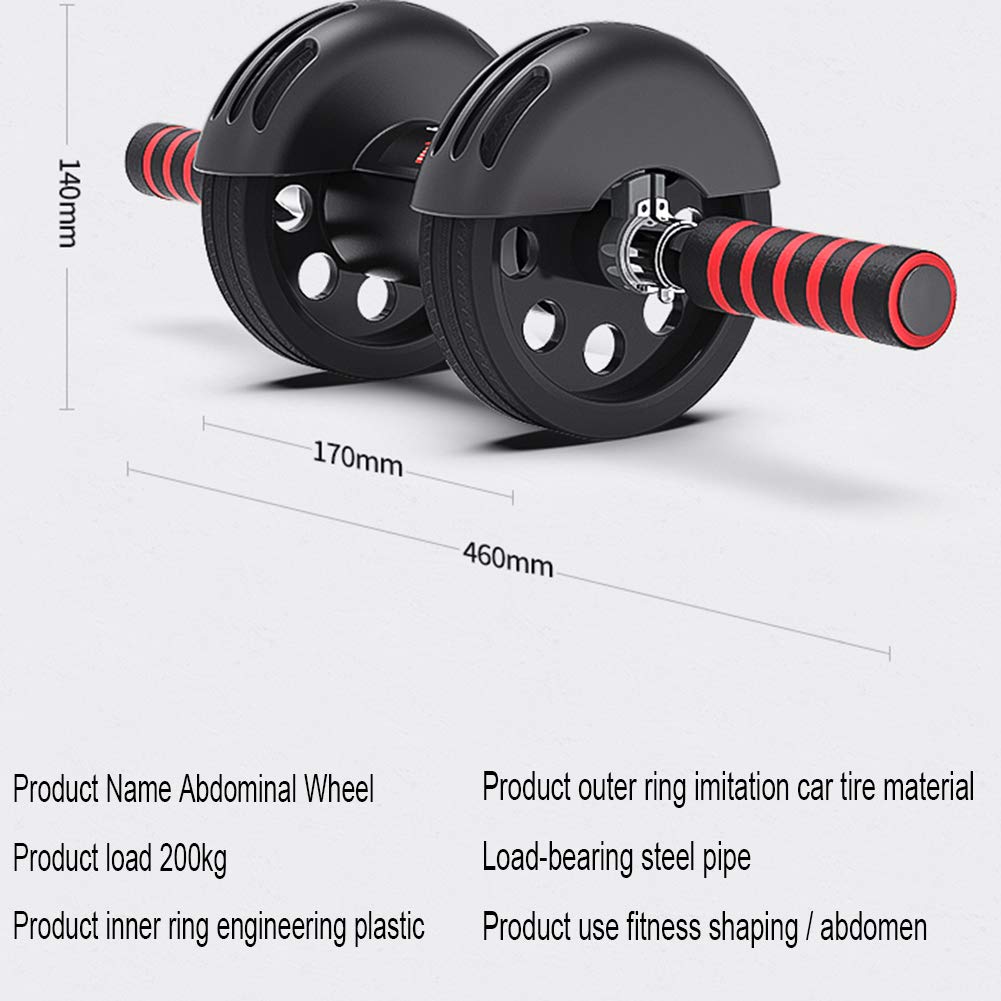 140mm
170mm
460mm
Product Name Abdominal Wheel
Product outer ring imitation car tire material
Product load 200kg
Load-bearing steel pipe
Product inner ring engineering plastic
Product use fitness shaping / abdomen